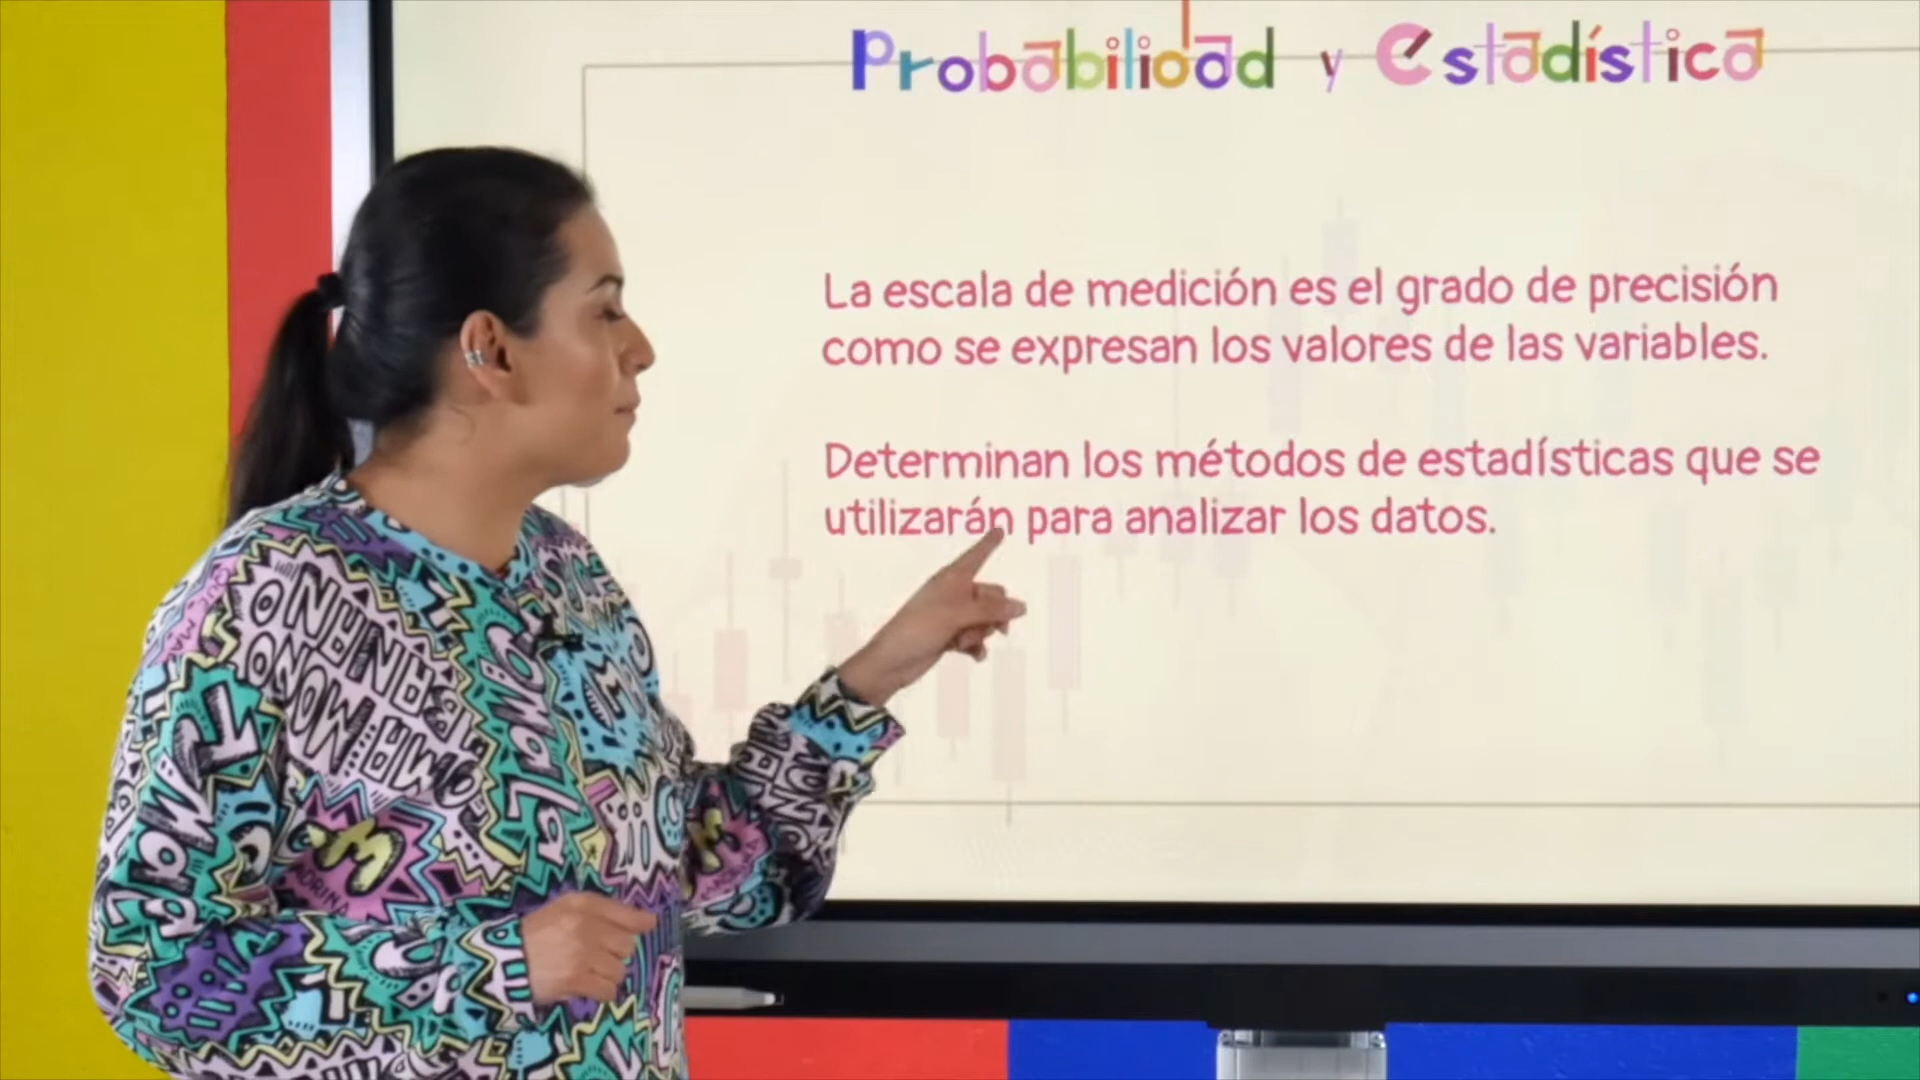 Probabilidad y Estadística
La escala de medición es el grado de precisión
como se expresan los valores de las variables.
Determinan los métodos de estadísticas que se
utilizarán para analizar los datos.